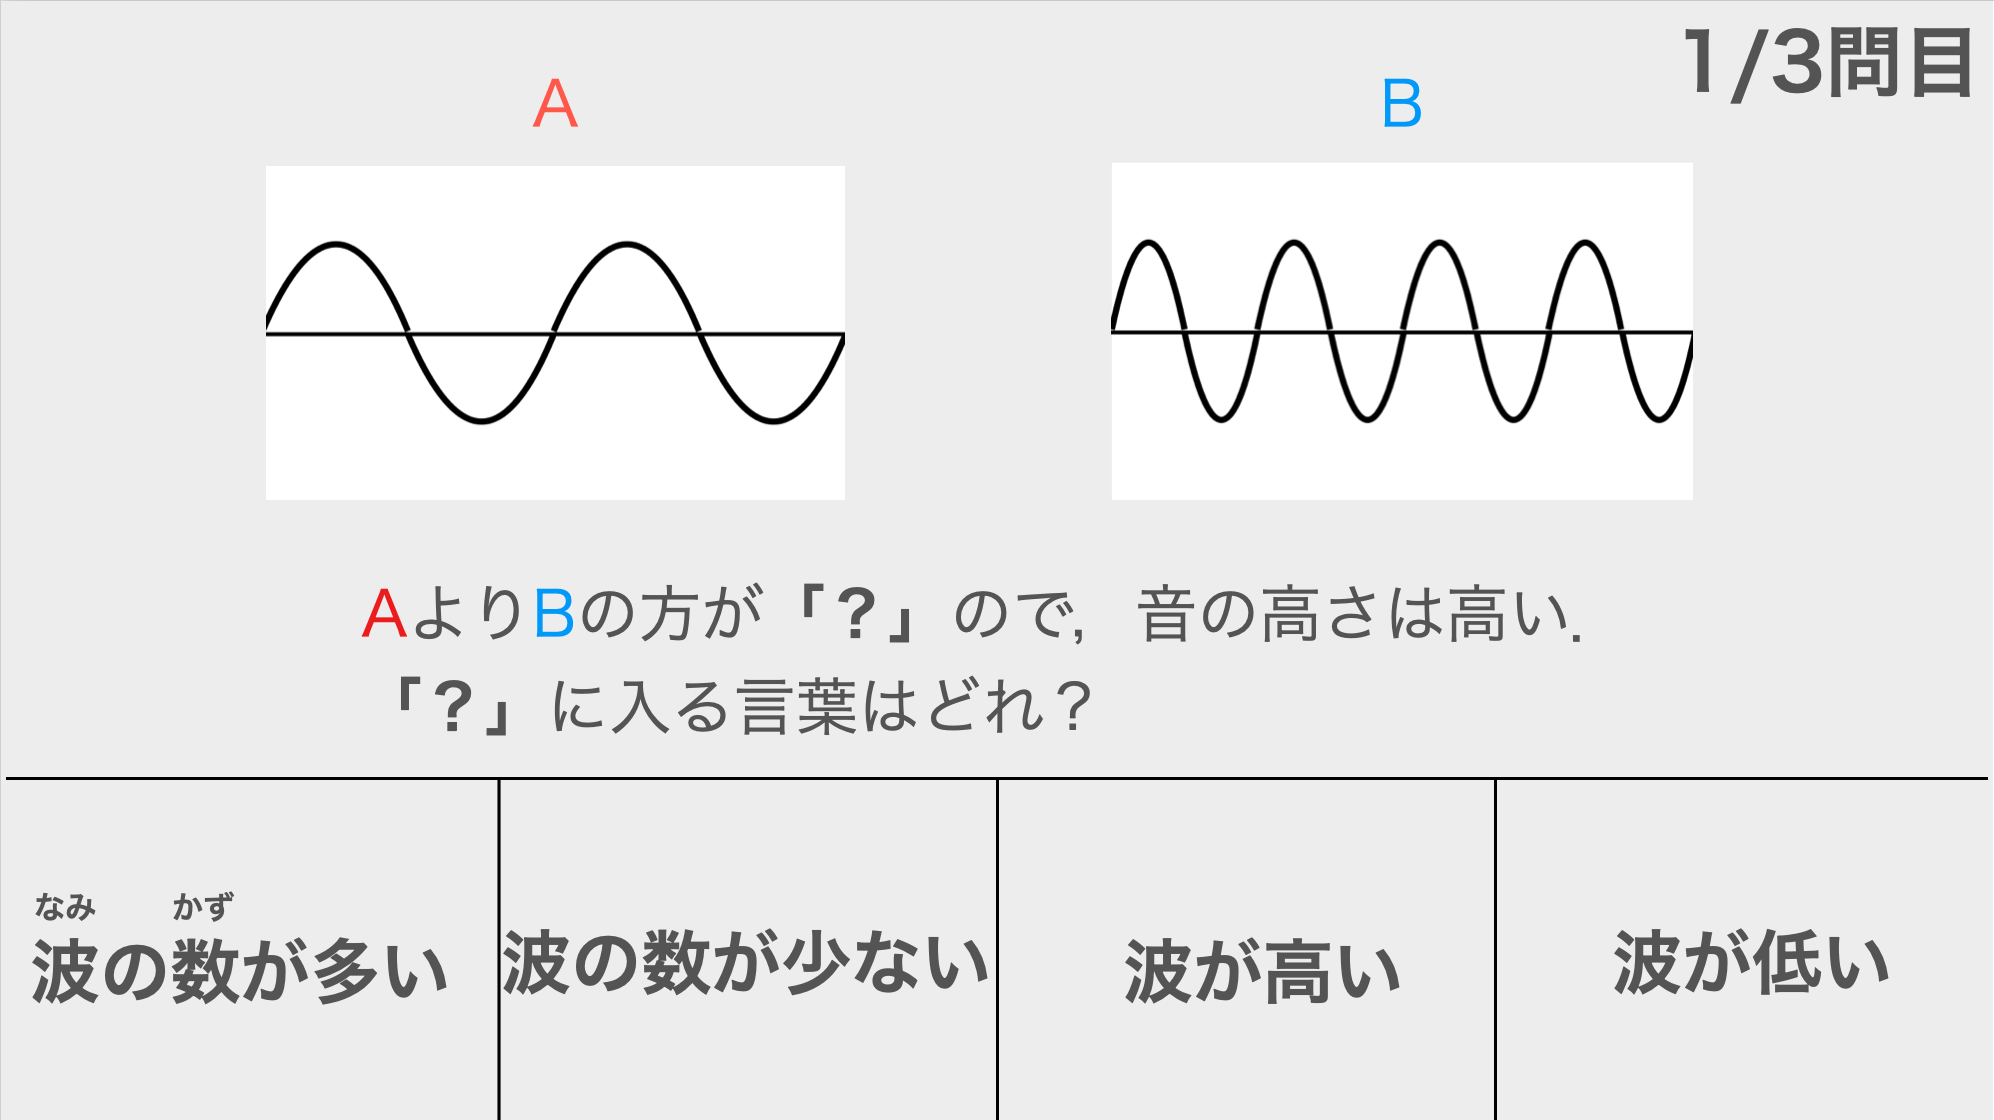 1/3問目
A
B
AよりBの方が「？」ので, 音の高さは高い.
「？」に入る言葉はどれ？
なみ かず
波の数が多い
波の数が少ない
波が高い
波が低い